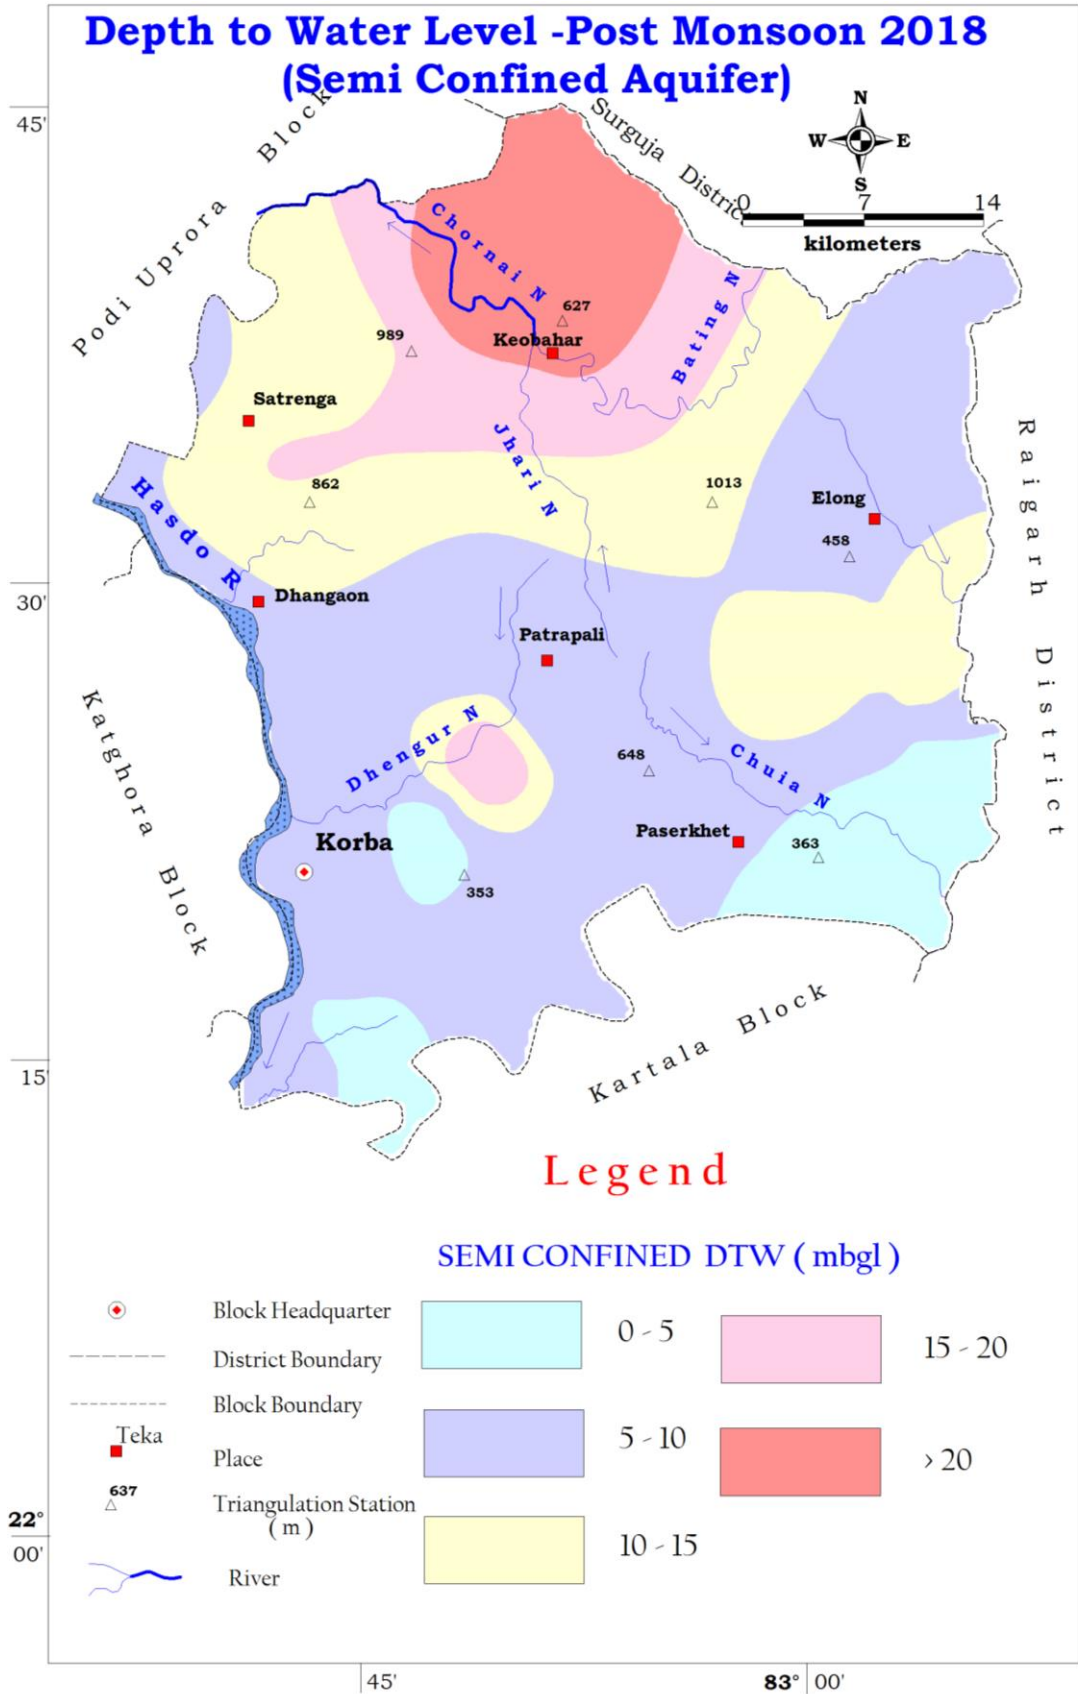 Depth to Water Level -Post Monsoon 2018
(Semi Confined Aquifer)
45'
Podi Uprora Block
Surguja District
N
W E
S
0 7 14
kilometers
Chornai N
Bating N
627
989
Keobahar
Satrenga
Jhari N
862
1013
Elong
458
Hasdo R
Raigarh District
30'
Dhangaon
Patrapali
Katghora Block
Dhengur N
648
Chuia N
Korba
Paserkhet
363
353
Kartala Block
15'
Legend
SEMI CONFINED DTW ( mbgl )
Block Headquarter
District Boundary
Block Boundary
Teka
Place
637
Triangulation Station
( m )
River
0 - 5
5 - 10
10 - 15
15 - 20
> 20
22°
00'
45'
83° 00'